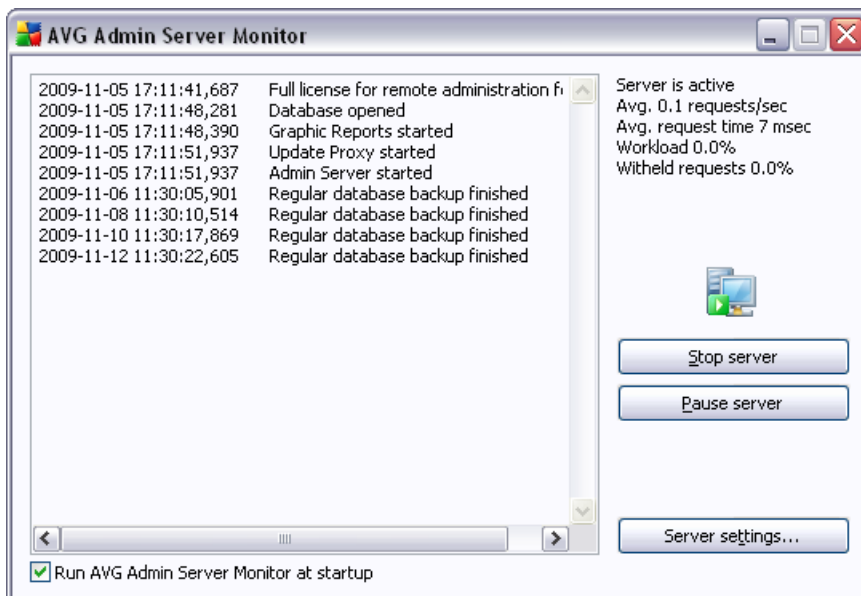 AVG Admin Server Monitor
2009-11-05 17:11:41,687 Full license for remote administration
2009-11-05 17:11:48,281 Database opened
2009-11-05 17:11:48,390 Graphic Reports started
2009-11-05 17:11:51,937 Update Proxy started
2009-11-05 17:11:51,937 Admin Server started
2009-11-06 11:30:05,901 Regular database backup finished
2009-11-08 11:30:10,514 Regular database backup finished
2009-11-10 11:30:17,869 Regular database backup finished
2009-11-12 11:30:22,605 Regular database backup finished
Server is active
Avg. 0.1 requests/sec
Avg. request time 7 msec
Workload 0.0%
Witheld requests 0.0%
Stop server
Pause server
Server settings...
Run AVG Admin Server Monitor at startup